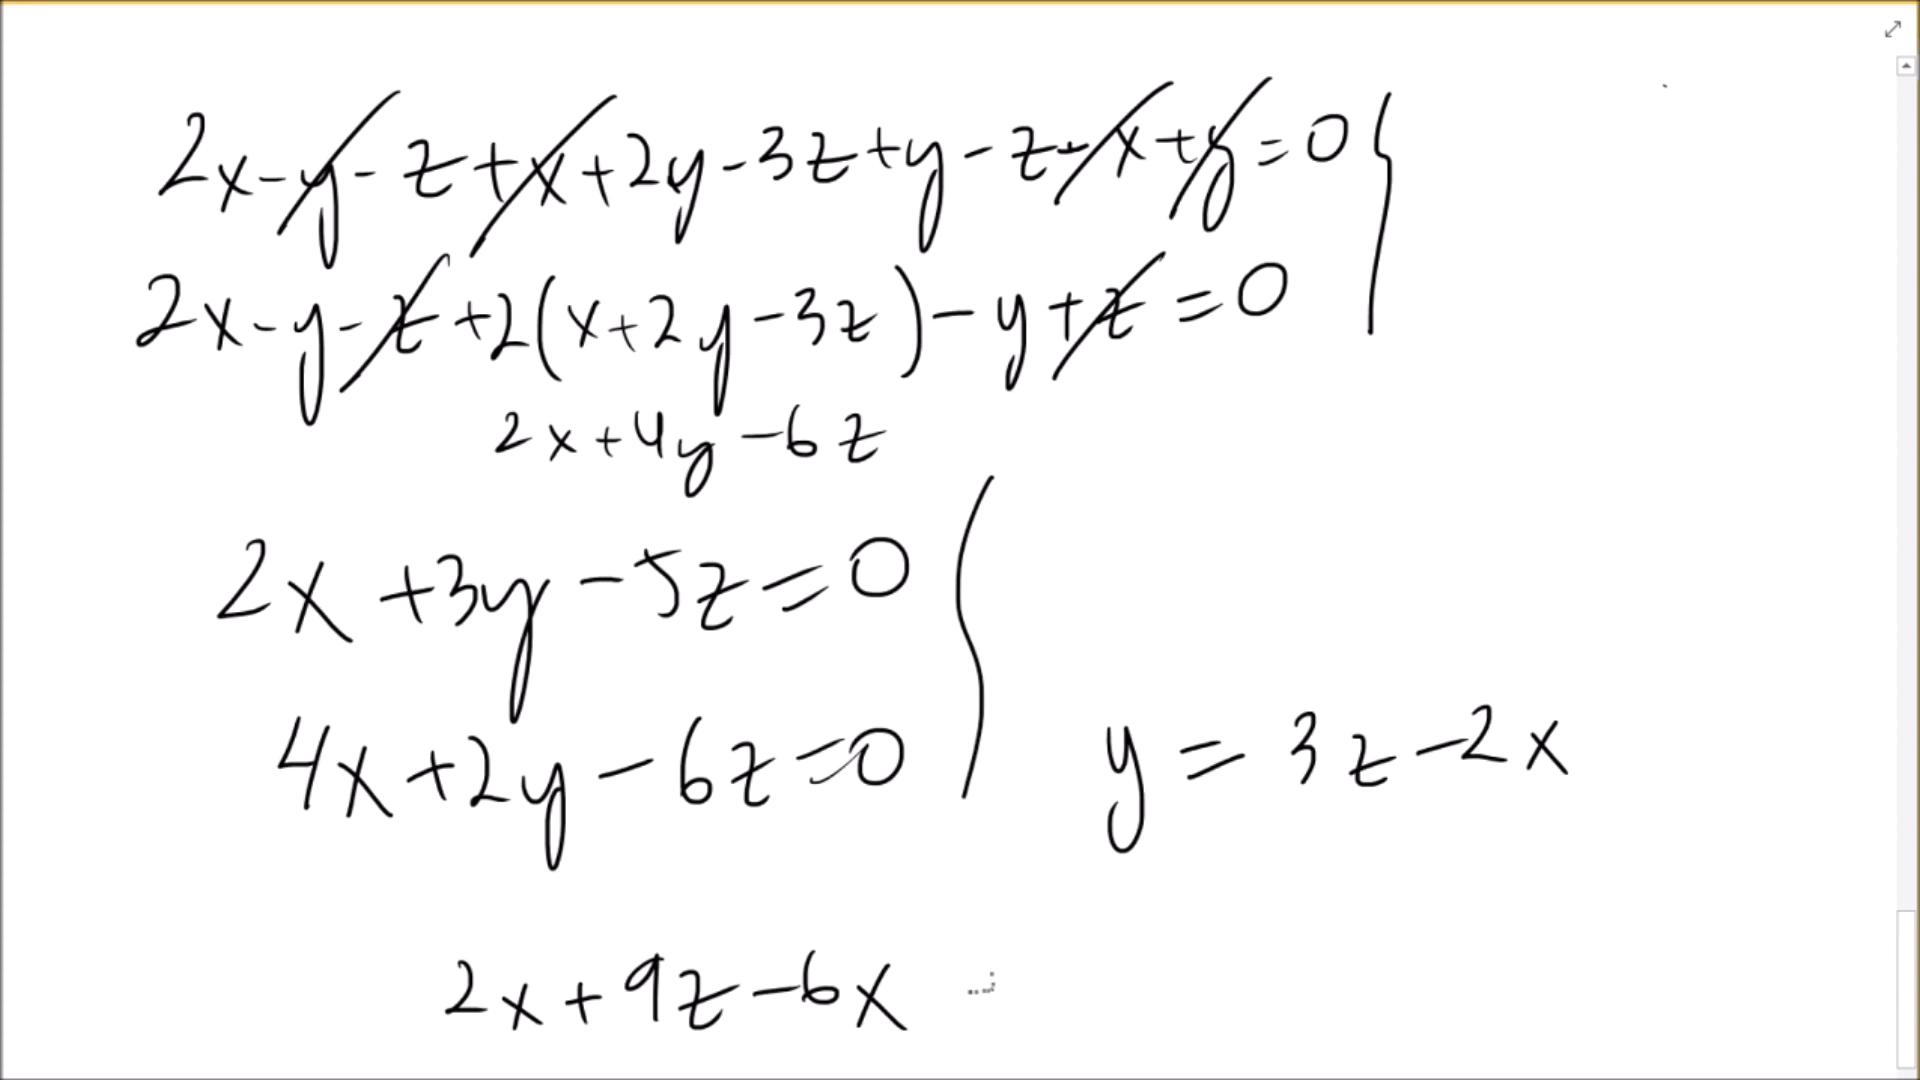 2x-y-z+x+2y-3z+y-z-x+y=0
2x-y-z+2(x+2y-3z)-y+z=0
2x+4y-6z
2x+3y-5z=0
4x+2y-6z=0
y=3z-2x
2x+9z-6x